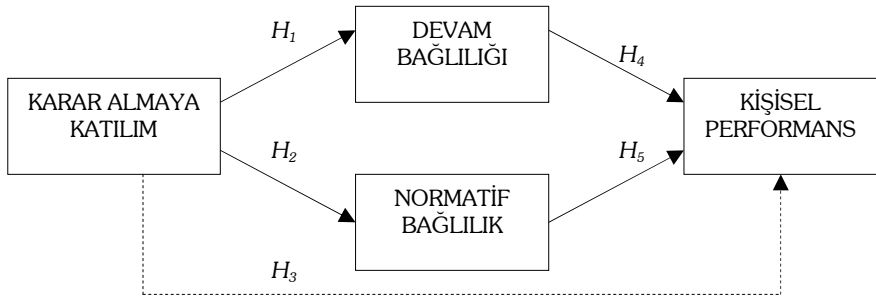 H₁
DEVAM
BAĞLILIĞI
H₄
KARAR ALMAYA
KATILIM
KİŞİSEL
PERFORMANS
H₂
H₅
NORMATİF
BAĞLILIK
H₃